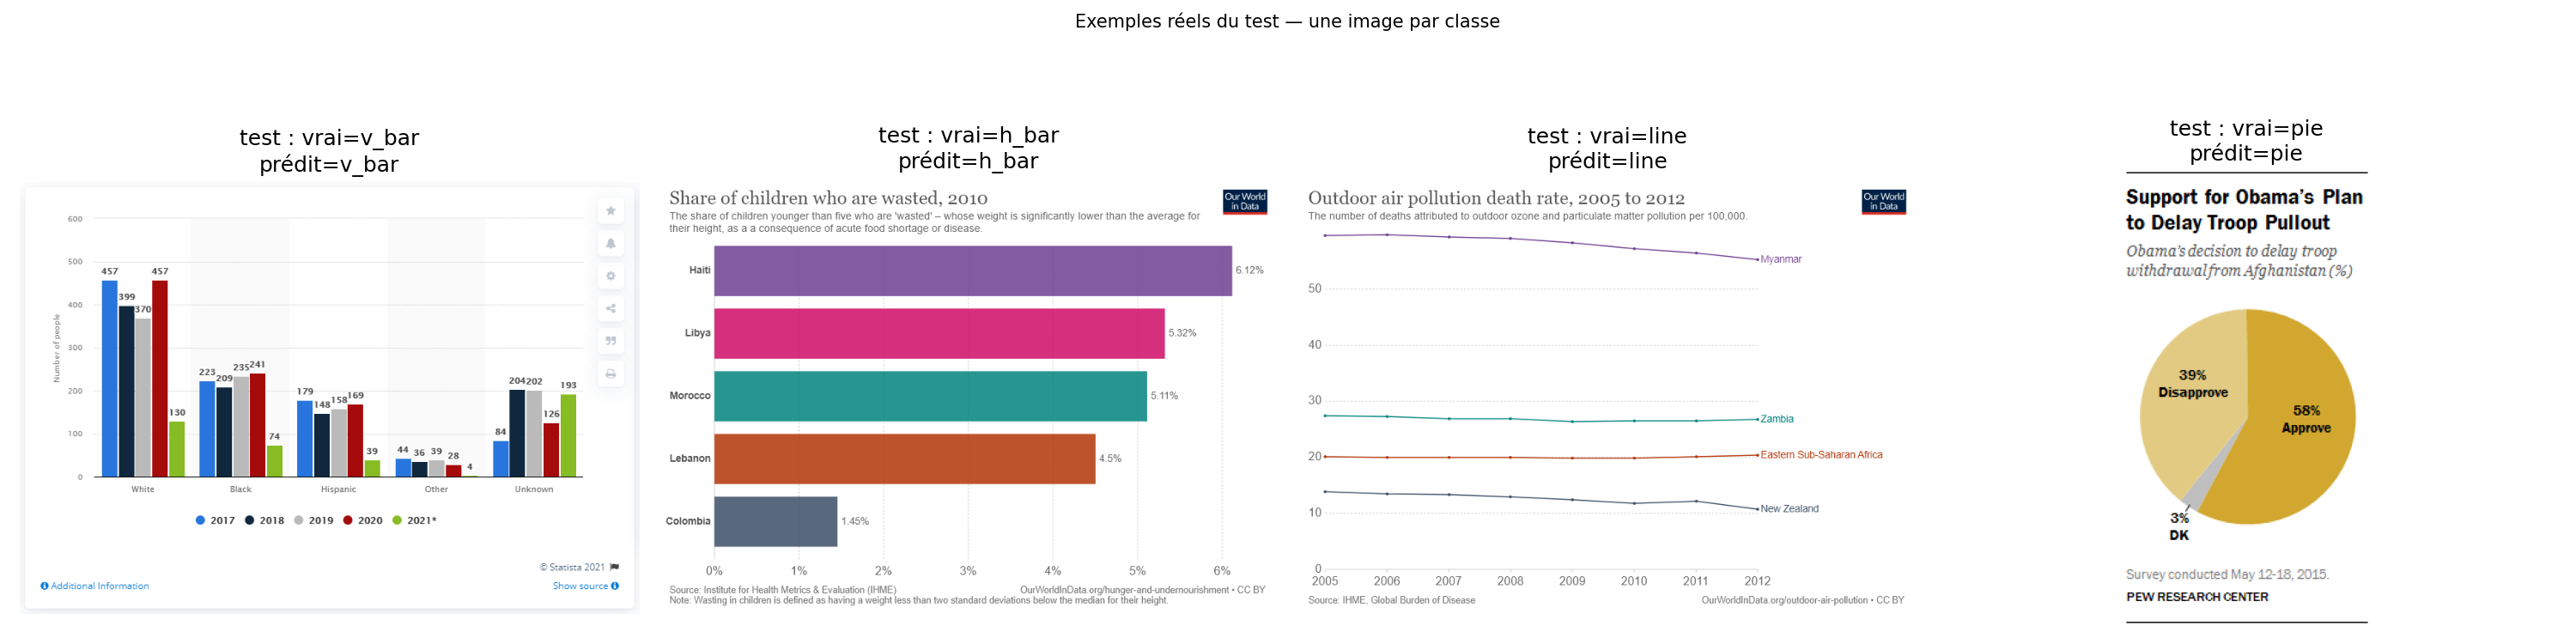 Exemples réels du test — une image par classe
test : vrai=v_bar
prédit=v_bar
600
500
400
300
200
100
0
Number of people
457
399
370
457
130
223
209
235
241
74
179
148
158
169
39
44
36
39
28
4
84
204
202
126
193
White
Black
Hispanic
Other
Unknown
2017
2018
2019
2020
2021*
© Statista 2021
Additional Information
Show source
test : vrai=h_bar
prédit=h_bar
Share of children who are wasted, 2010
Our World
in Data
The share of children younger than five who are 'wasted' – whose weight is significantly lower than the average for
their height, as a a consequence of acute food shortage or disease.
Haiti
6.12%
Libya
5.32%
Morocco
5.11%
Lebanon
4.5%
Colombia
1.45%
0%
1%
2%
3%
4%
5%
6%
Source: Institute for Health Metrics & Evaluation (IHME)
OurWorldInData.org/hunger-and-undernourishment • CC BY
Note: Wasting in children is defined as having a weight less than two standard deviations below the median for their height.
test : vrai=line
prédit=line
Outdoor air pollution death rate, 2005 to 2012
Our World
in Data
The number of deaths attributed to outdoor ozone and particulate matter pollution per 100,000.
Myanmar
50
40
30
Zambia
20
Eastern Sub-Saharan Africa
New Zealand
10
0
2005
2006
2007
2008
2009
2010
2011
2012
Source: IHME, Global Burden of Disease
OurWorldInData.org/outdoor-air-pollution • CC BY
test : vrai=pie
prédit=pie
Support for Obama's Plan
to Delay Troop Pullout
Obama's decision to delay troop
withdrawal from Afghanistan (%)
39%
Disapprove
58%
Approve
3%
DK
Survey conducted May 12-18, 2015.
PEW RESEARCH CENTER